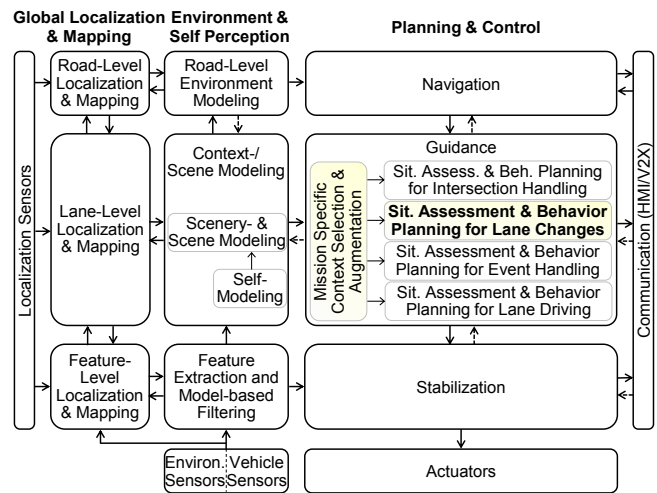 Global Localization
& Mapping
Environment &
Self Perception
Planning & Control
Localization Sensors
Road-Level
Localization
& Mapping
Road-Level
Environment
Modeling
Navigation
Communication (HMI/V2X)
Lane-Level
Localization
& Mapping
Context-/
Scene Modeling
Scenery- &
Scene Modeling
Self-
Modeling
Guidance
Mission Specific
Context Selection &
Augmentation
Sit. Assess. & Beh. Planning
for Intersection Handling
Sit. Assessment & Behavior
Planning for Lane Changes
Sit. Assessment & Behavior
Planning for Event Handling
Sit. Assessment & Behavior
Planning for Lane Driving
Feature-
Level
Localization
& Mapping
Feature
Extraction and
Model-based
Filtering
Stabilization
Environ.
Sensors
Vehicle
Sensors
Actuators